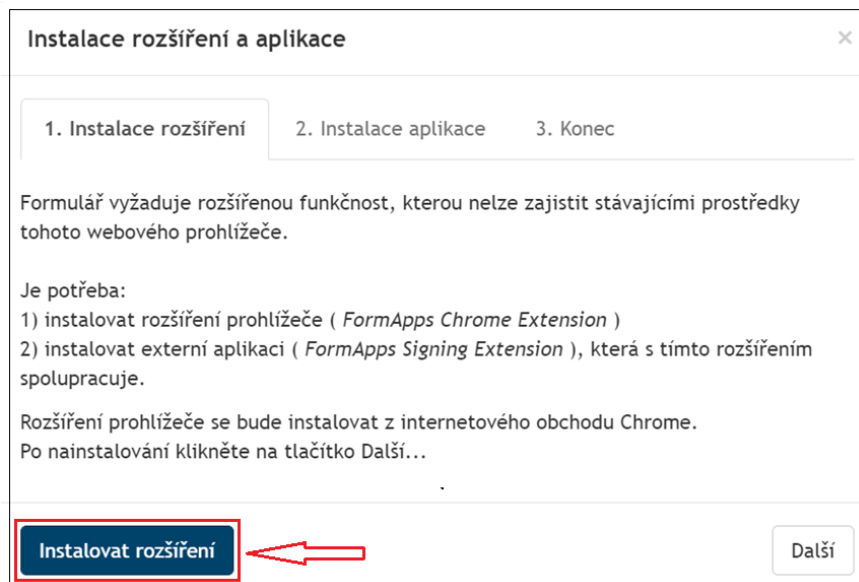 Instalace rozšíření a aplikace ×
1. Instalace rozšíření 2. Instalace aplikace 3. Konec
Formulář vyžaduje rozšířenou funkčnost, kterou nelze zajistit stávajícími prostředky
tohoto webového prohlížeče.
Je potřeba:
1) instalovat rozšíření prohlížeče ( FormApps Chrome Extension )
2) instalovat externí aplikaci ( FormApps Signing Extension ), která s tímto rozšířením
spolupracuje.
Rozšíření prohlížeče se bude instalovat z internetového obchodu Chrome.
Po nainstalování klikněte na tlačítko Další...
Instalovat rozšíření Další